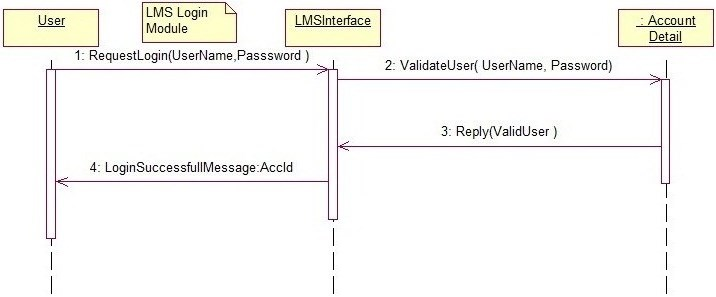 User
LMS Login
Module
LMSInterface
: Account
Detail
1: RequestLogin(UserName,Passsword )
2: ValidateUser( UserName, Password)
3: Reply(ValidUser )
4: LoginSuccessfullMessage:AccId